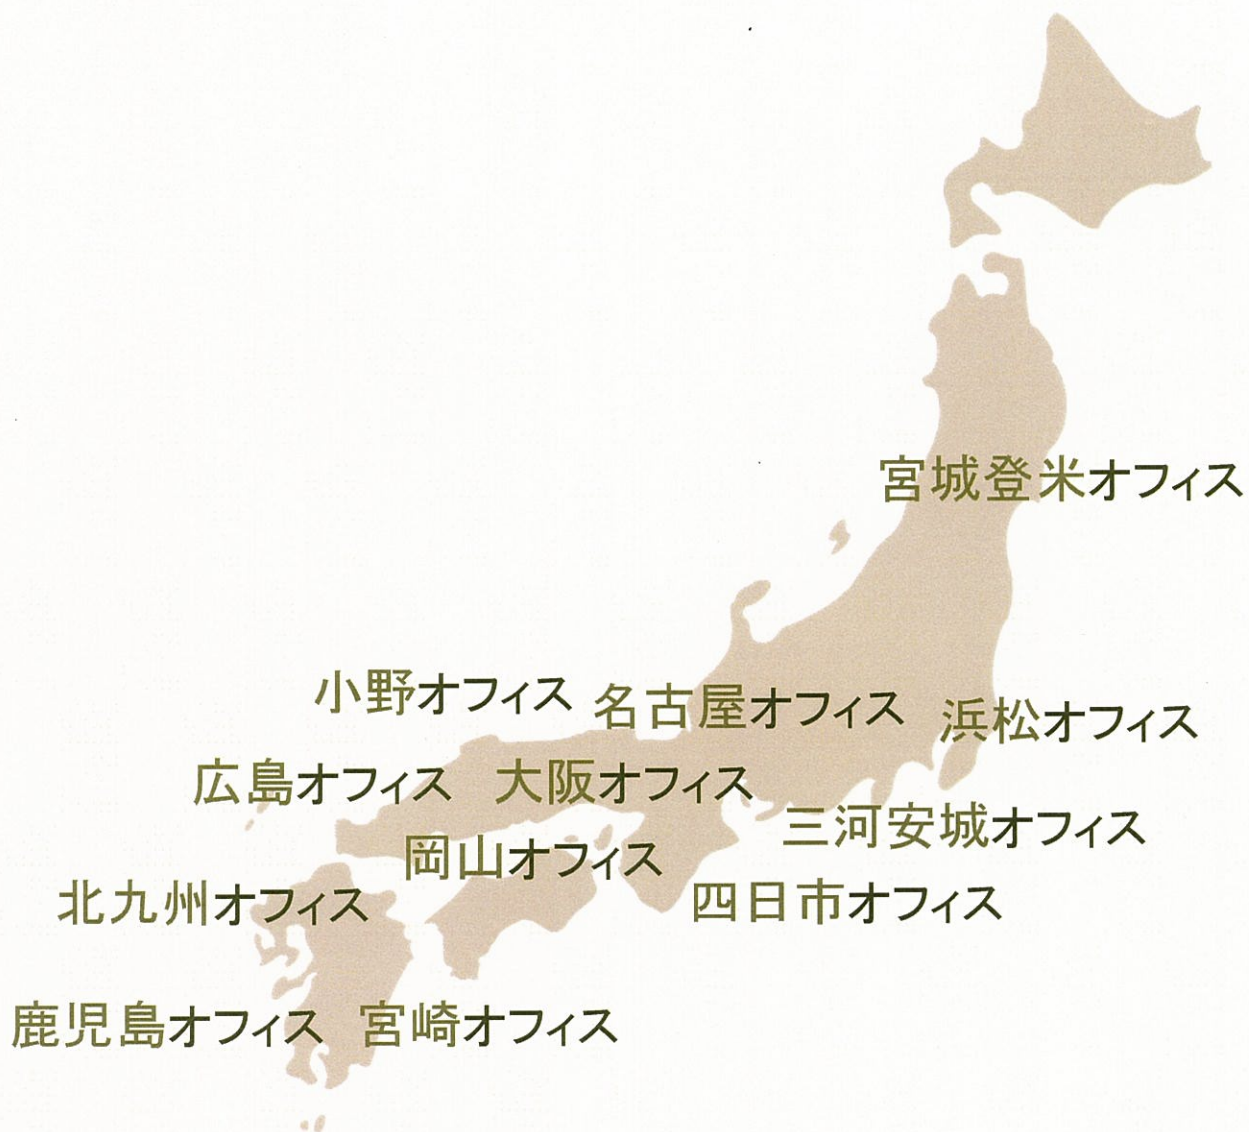 宮城登米オフィス
小野オフィス
名古屋オフィス
浜松オフィス
広島オフィス
大阪オフィス
三河安城オフィス
岡山オフィス
四日市オフィス
北九州オフィス
鹿児島オフィス
宮崎オフィス